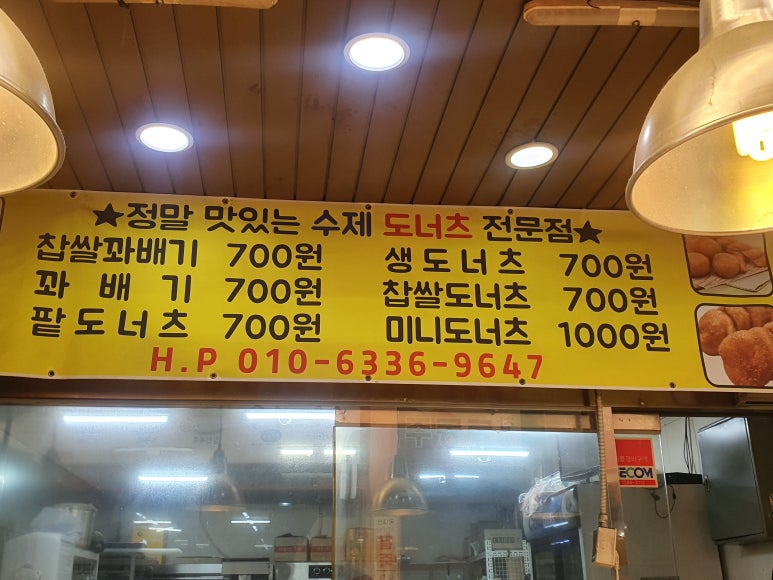 ★정말 맛있는 수제 도너츠 전문점★
찹쌀꽈배기 700원 생도너츠 700원
꽈배기 700원 찹쌀도너츠 700원
팥도너츠 700원 미니도너츠 1000원
H.P 010-6336-9647
ECOM